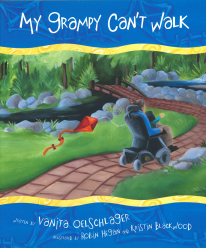 My Grampy Can't Walk
WRITTEN BY Vanita Oelschlager
ILLUSTRATED BY Robin Hegan AND Kristin Blackwood